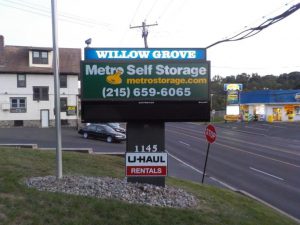 WILLOW GROVE
Metro Self Storage
metrostorage.com
(215) 659-6065
1145
U-HAUL
RENTALS
STOP